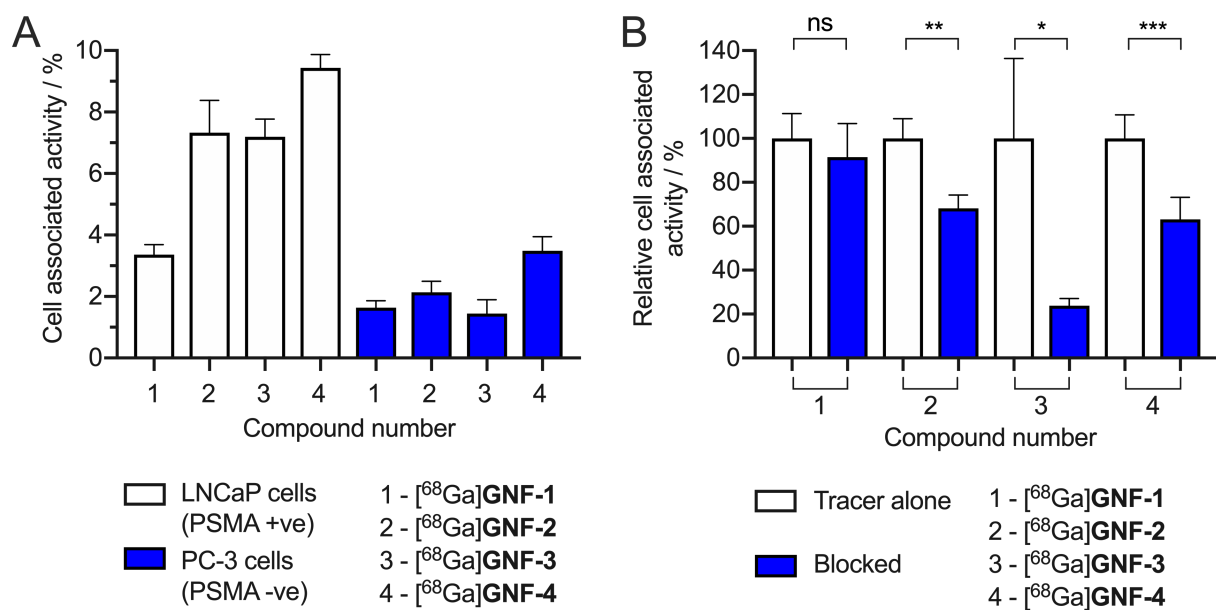 A
Cell associated activity / %
10
8
6
4
2
0
1 2 3 4 1 2 3 4
Compound number
LNCaP cells
(PSMA +ve)
PC-3 cells
(PSMA -ve)
1 - [⁶⁸Ga]GNF-1
2 - [⁶⁸Ga]GNF-2
3 - [⁶⁸Ga]GNF-3
4 - [⁶⁸Ga]GNF-4
B
Relative cell associated
activity / %
ns ** * ***
140
120
100
80
60
40
20
0
1 2 3 4
Compound number
Tracer alone
Blocked
1 - [⁶⁸Ga]GNF-1
2 - [⁶⁸Ga]GNF-2
3 - [⁶⁸Ga]GNF-3
4 - [⁶⁸Ga]GNF-4